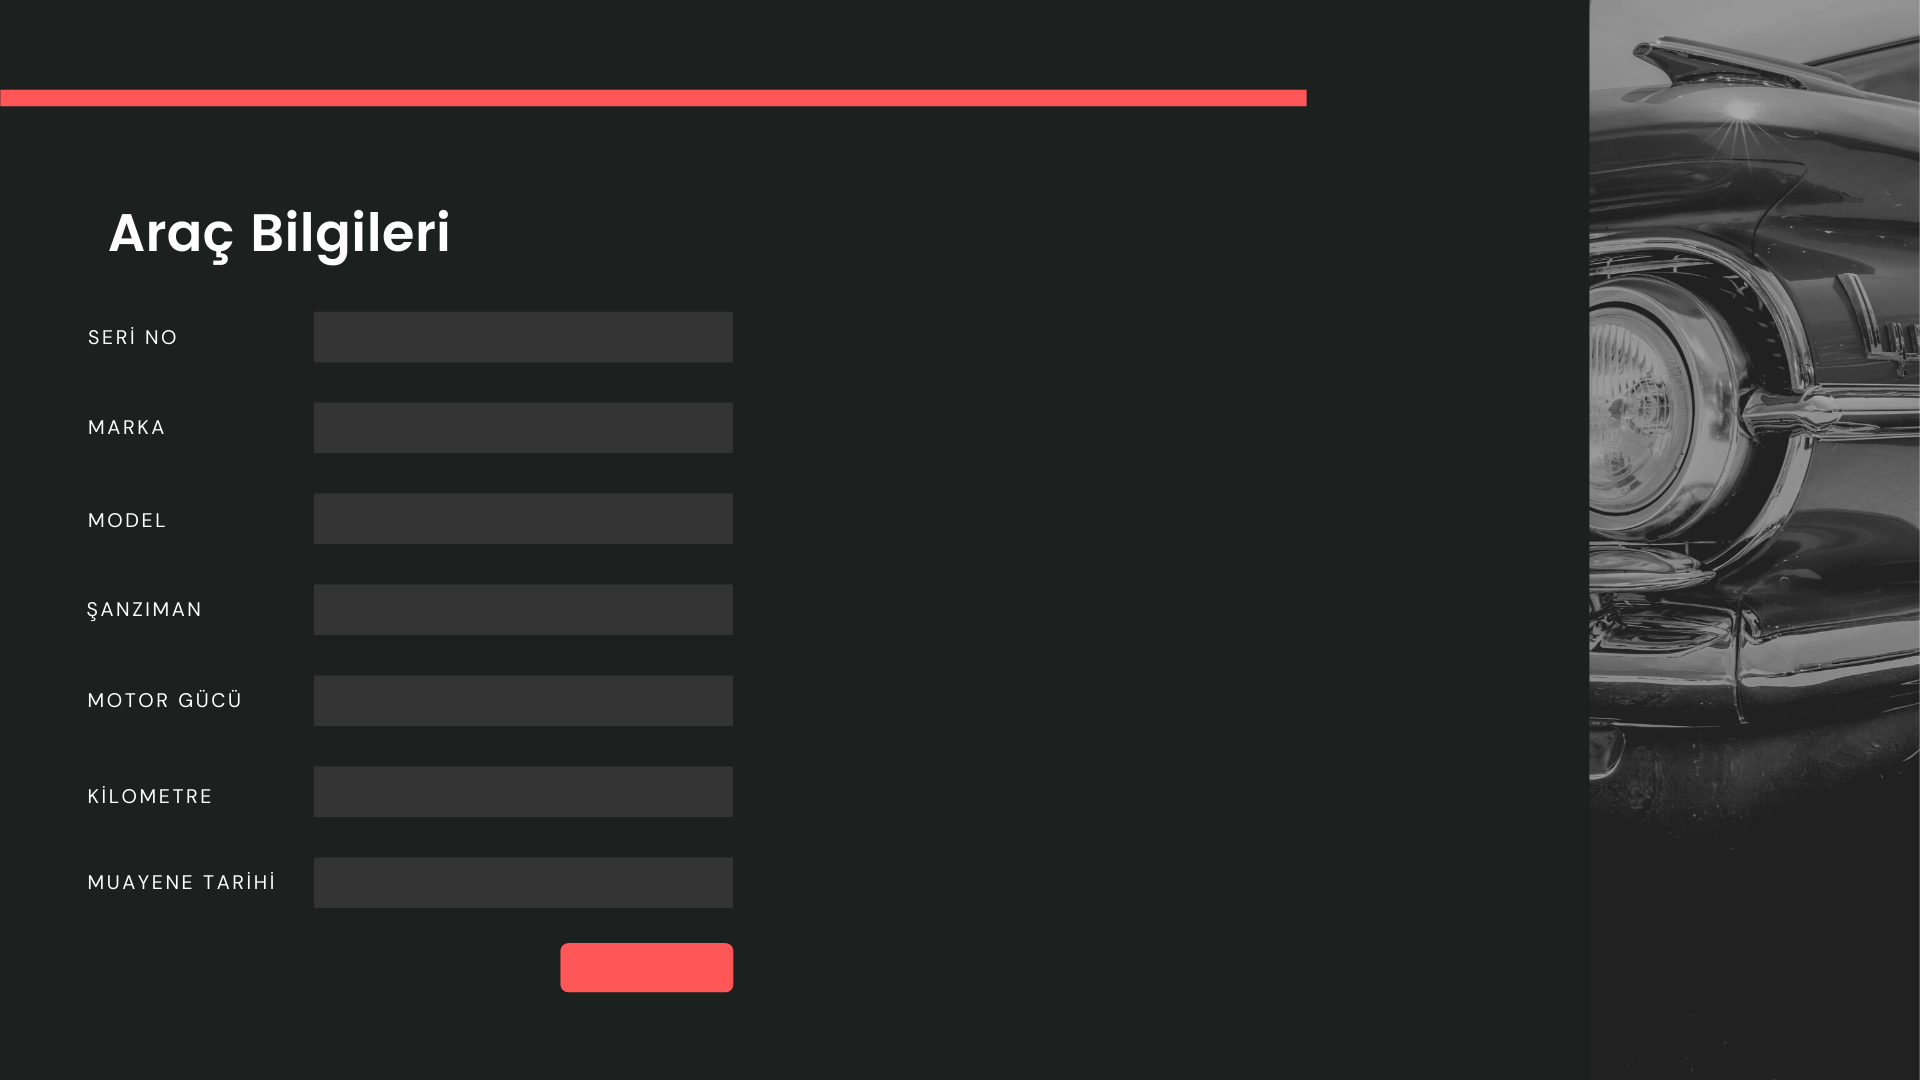 Araç Bilgileri
SERİ NO
MARKA
MODEL
ŞANZIMAN
MOTOR GÜCÜ
KİLOMETRE
MUAYENE TARİHİ